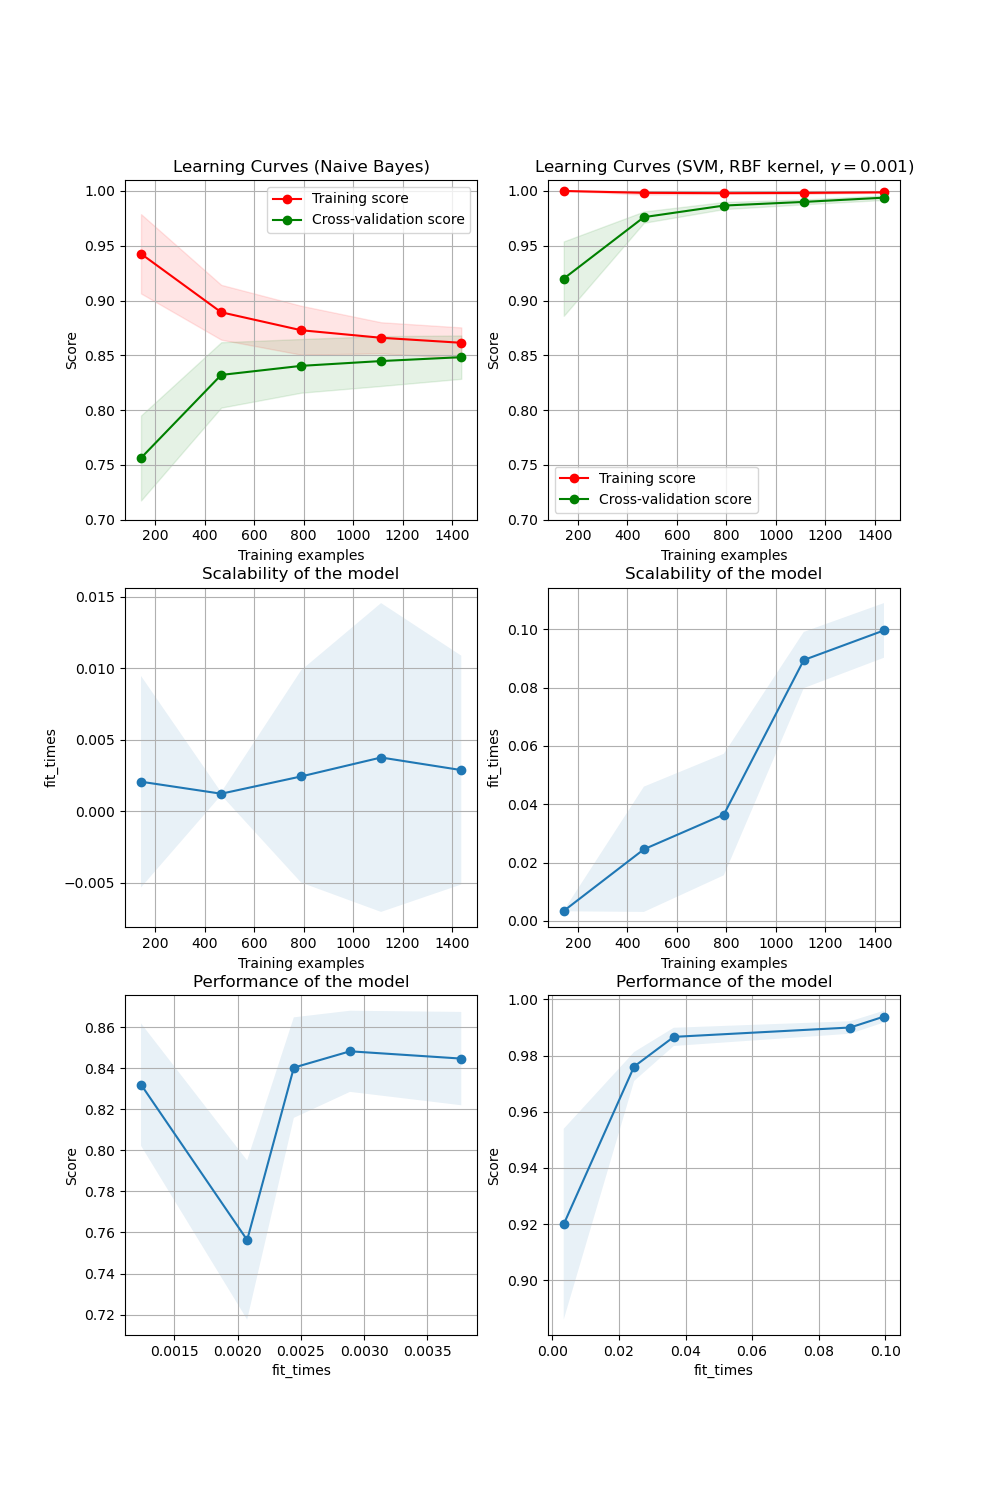 Learning Curves (Naive Bayes)
1.00
0.95
0.90
0.85
0.80
0.75
0.70
Score
Training score
Cross-validation score
200 400 600 800 1000 1200 1400
Training examples
Learning Curves (SVM, RBF kernel, γ = 0.001)
1.00
0.95
0.90
0.85
0.80
0.75
0.70
Score
Training score
Cross-validation score
200 400 600 800 1000 1200 1400
Training examples
Scalability of the model
0.015
0.010
0.005
0.000
−0.005
fit_times
200 400 600 800 1000 1200 1400
Training examples
Scalability of the model
0.10
0.08
0.06
0.04
0.02
0.00
fit_times
200 400 600 800 1000 1200 1400
Training examples
Performance of the model
0.86
0.84
0.82
0.80
0.78
0.76
0.74
0.72
Score
0.0015 0.0020 0.0025 0.0030 0.0035
fit_times
Performance of the model
1.00
0.98
0.96
0.94
0.92
0.90
Score
0.00 0.02 0.04 0.06 0.08 0.10
fit_times